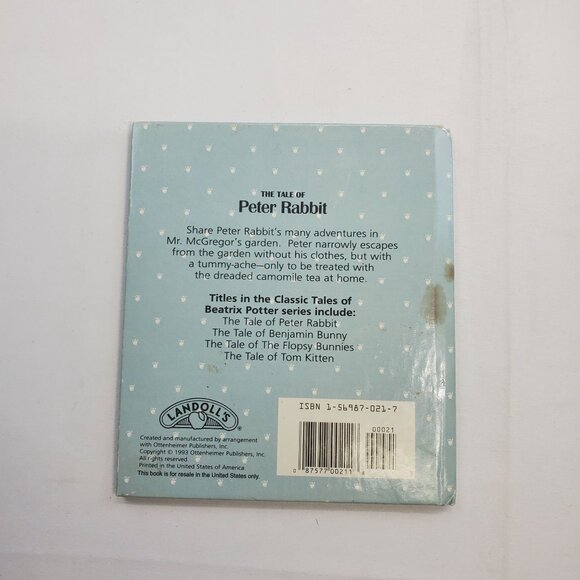 THE TALE OF
Peter Rabbit
Share Peter Rabbit's many adventures in
Mr. McGregor's garden. Peter narrowly escapes
from the garden without his clothes, but with
a tummy-ache—only to be treated with
the dreaded camomile tea at home.
Titles in the Classic Tales of
Beatrix Potter series include:
The Tale of Peter Rabbit
The Tale of Benjamin Bunny
The Tale of The Flopsy Bunnies
The Tale of Tom Kitten
LANDOLL'S
Created and manufactured by arrangement
with Ottenheimer Publishers, Inc.
Copyright © 1993 Ottenheimer Publishers, Inc.
All rights reserved.
Printed in the United States of America.
This book is for resale in the United States only.
ISBN 1-56987-021-7
00021
0 87577 00211